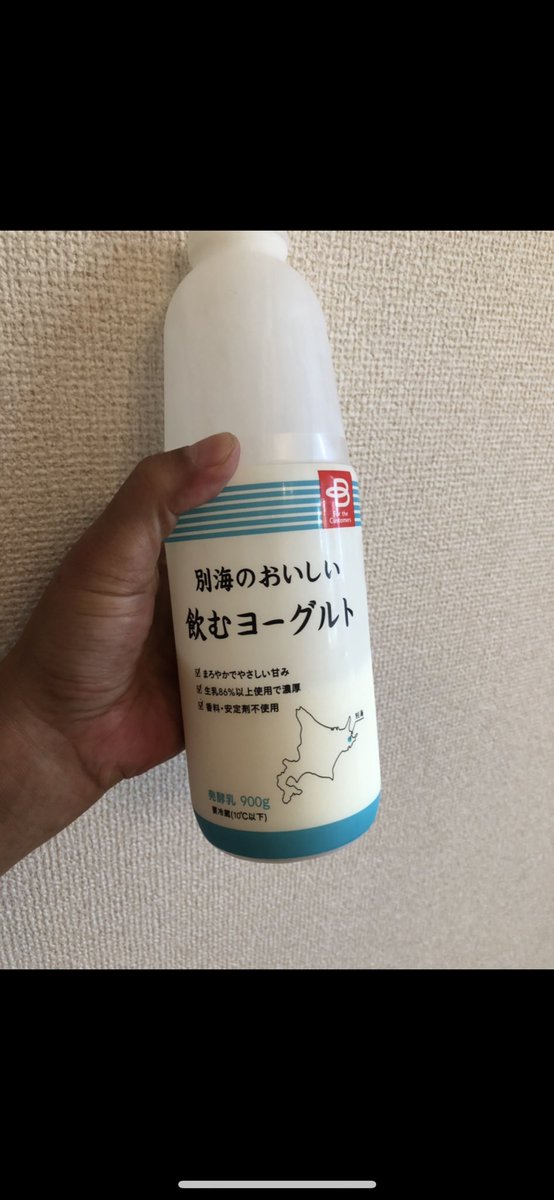 For the
Customers
別海のおいしい
飲むヨーグルト
まろやかでやさしい甘み
生乳86%以上使用で濃厚
香料・安定剤不使用
別海
発酵乳 900g
要冷蔵(10℃以下)